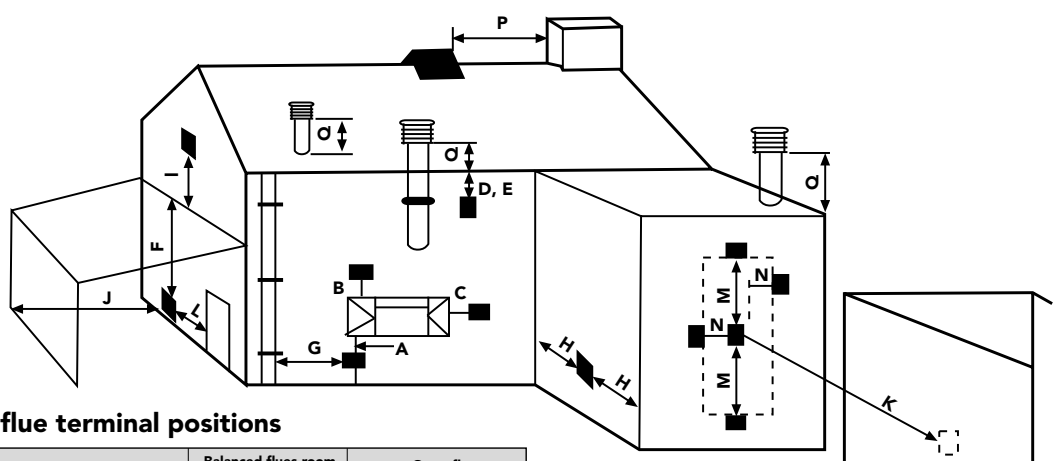 P
Q
Q
D, E
Q
I
F
B
C
N
M
J
L
N
G
A
H
H
M
K
flue terminal positions
Balanced flues room